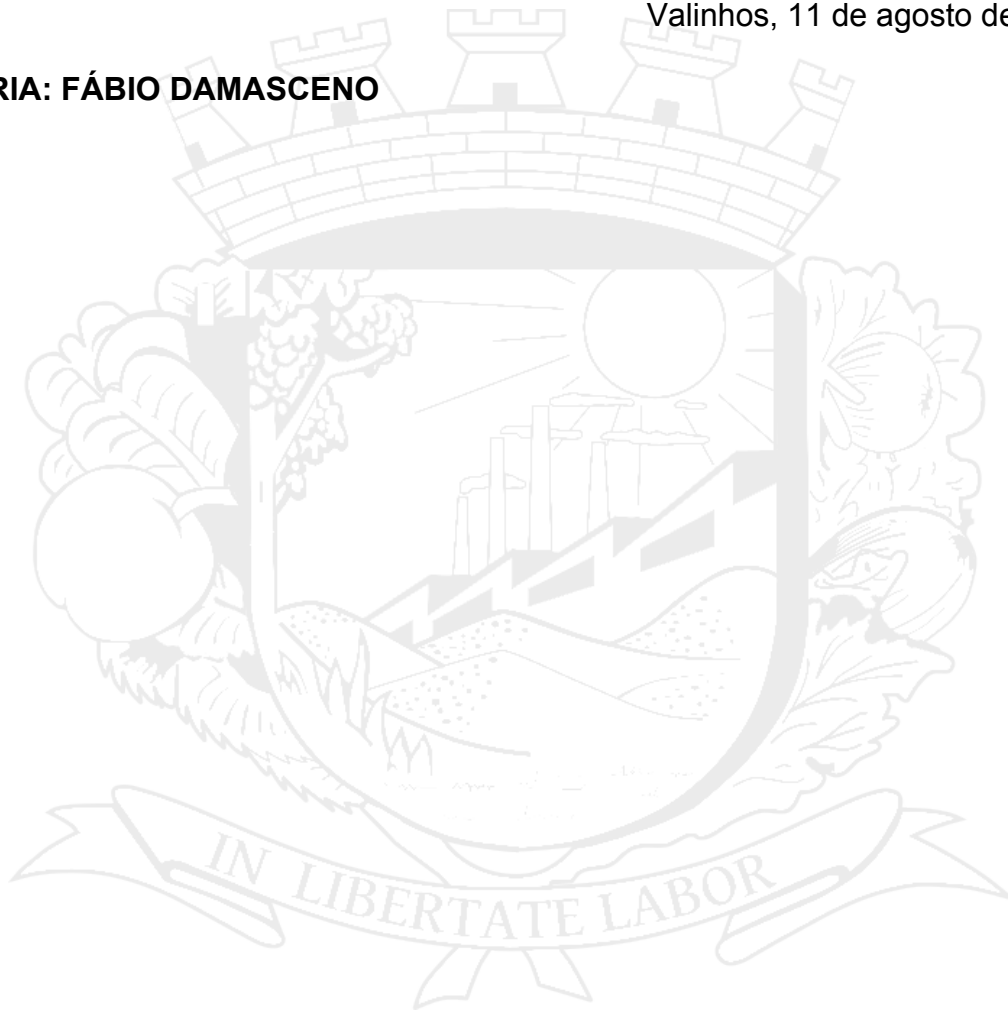 Valinhos, 11 de agosto de
RIA: FÁBIO DAMASCENO
IN LIBERTATE LABOR